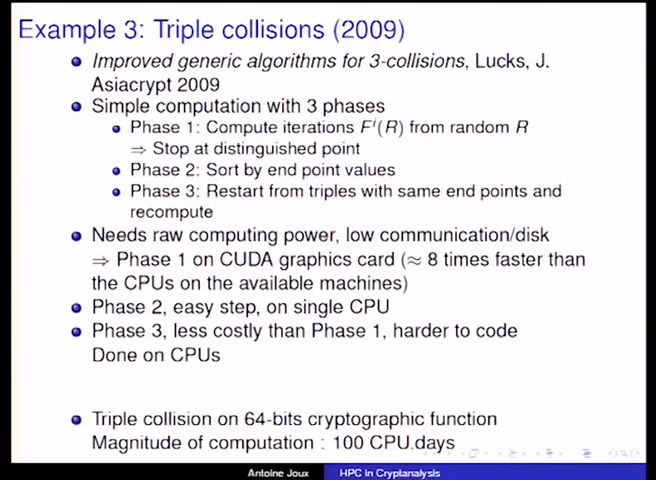 Example 3: Triple collisions (2009)
Improved generic algorithms for 3-collisions, Lucks, J.
Asiacrypt 2009
Simple computation with 3 phases
Phase 1: Compute iterations Fⁱ(R) from random R
⇒ Stop at distinguished point
Phase 2: Sort by end point values
Phase 3: Restart from triples with same end points and
recompute
Needs raw computing power, low communication/disk
⇒ Phase 1 on CUDA graphics card (≈ 8 times faster than
the CPUs on the available machines)
Phase 2, easy step, on single CPU
Phase 3, less costly than Phase 1, harder to code
Done on CPUs
Triple collision on 64-bits cryptographic function
Magnitude of computation : 100 CPU.days
Antoine Joux HPC in Cryptanalysis